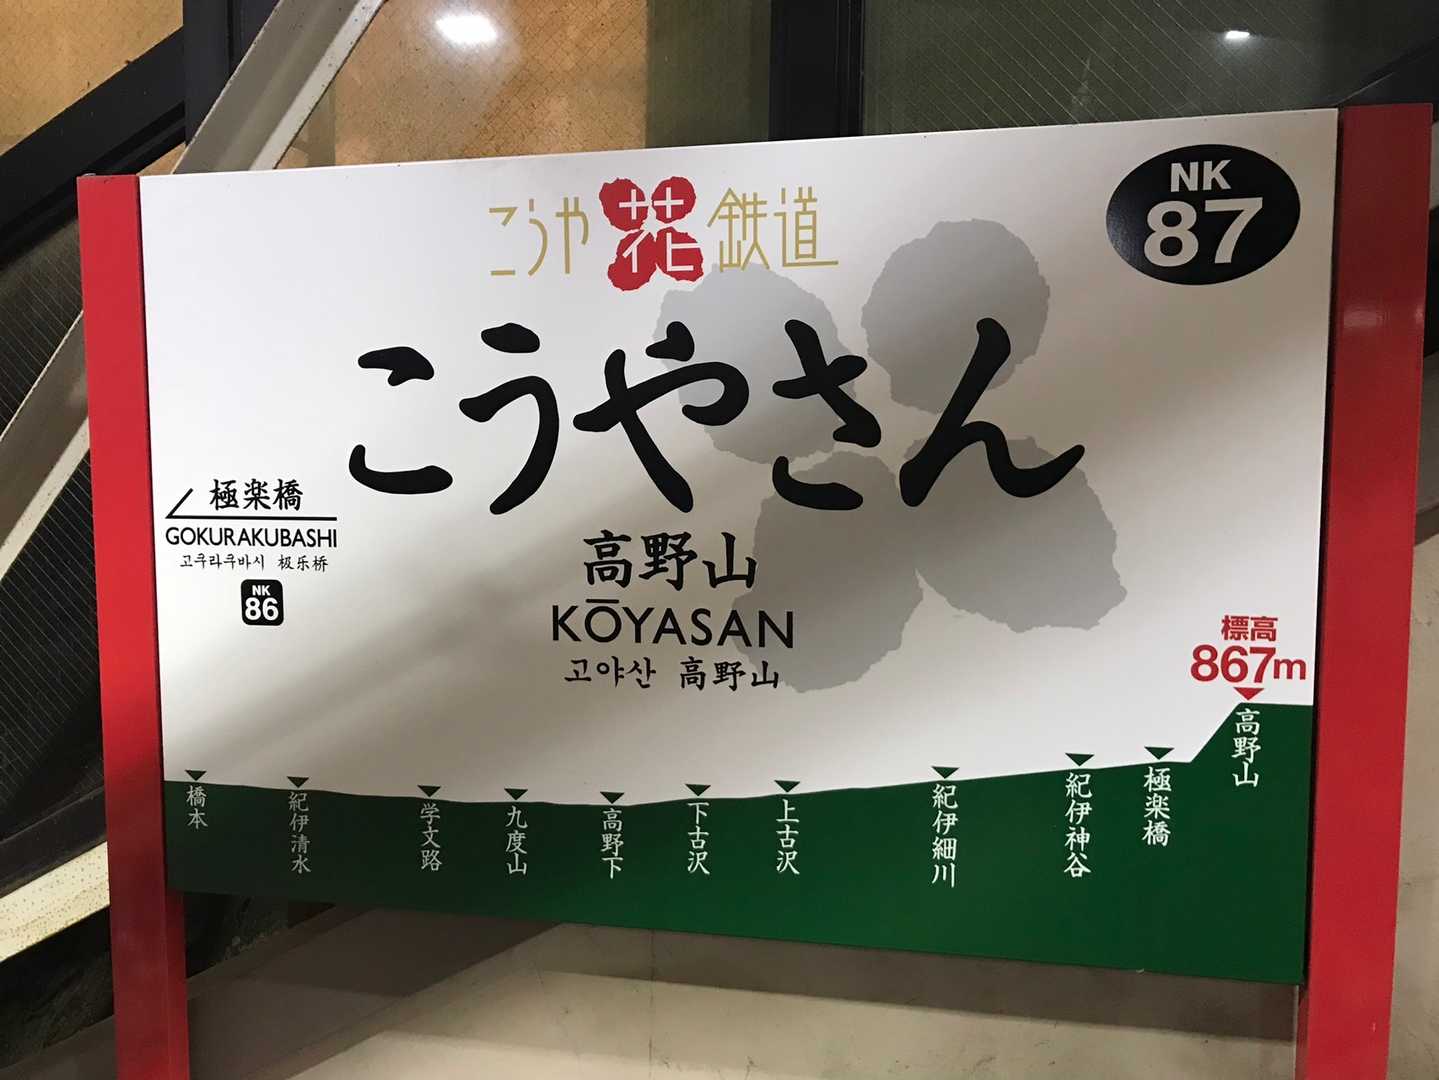 こうや花鉄道
NK
87
こうやさん
高野山
KŌYASAN
고야산 高野山
極楽橋
GOKURAKUBASHI
고쿠라쿠바시 极乐桥
NK
86
標高
867m
橋本
紀伊清水
学文路
九度山
高野下
下古沢
上古沢
紀伊細川
紀伊神谷
極楽橋
高野山